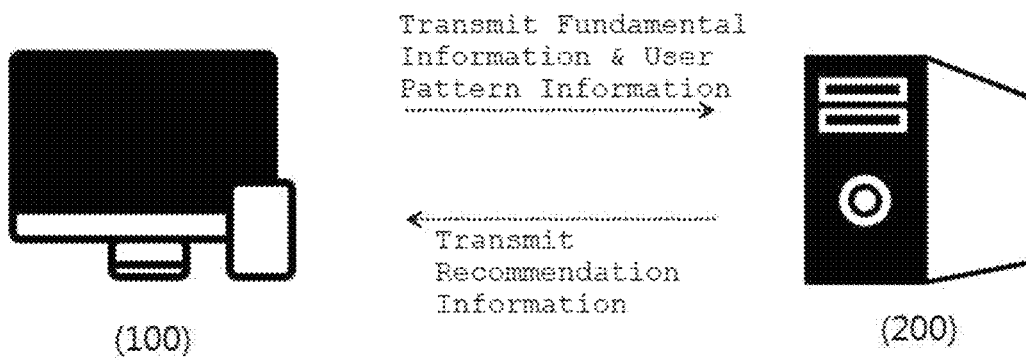 Transmit Fundamental
Information & User
Pattern Information
Transmit
Recommendation
Information
(100)
(200)